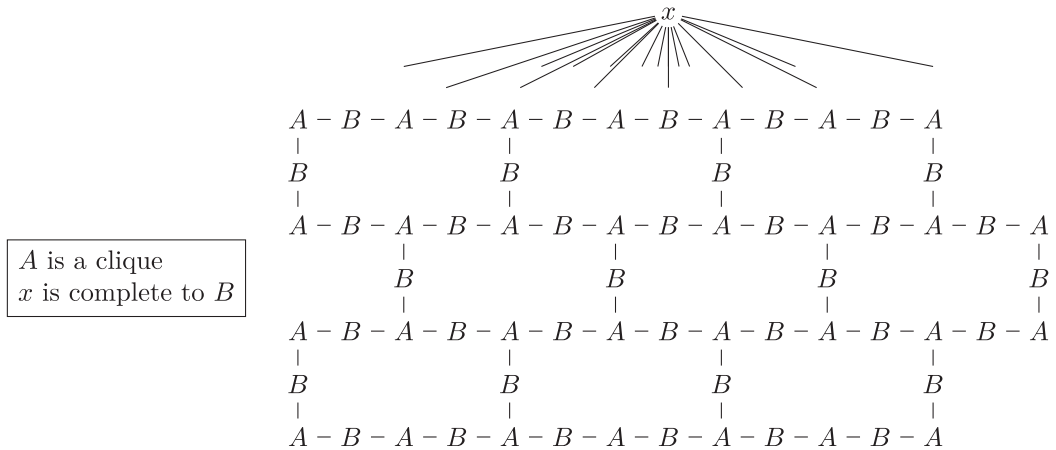 x
A – B – A – B – A – B – A – B – A – B – A – B – A
B B B B
A – B – A – B – A – B – A – B – A – B – A – B – A – B – A
A is a clique
x is complete to B
B B B B
A – B – A – B – A – B – A – B – A – B – A – B – A – B – A
B B B B
A – B – A – B – A – B – A – B – A – B – A – B – A